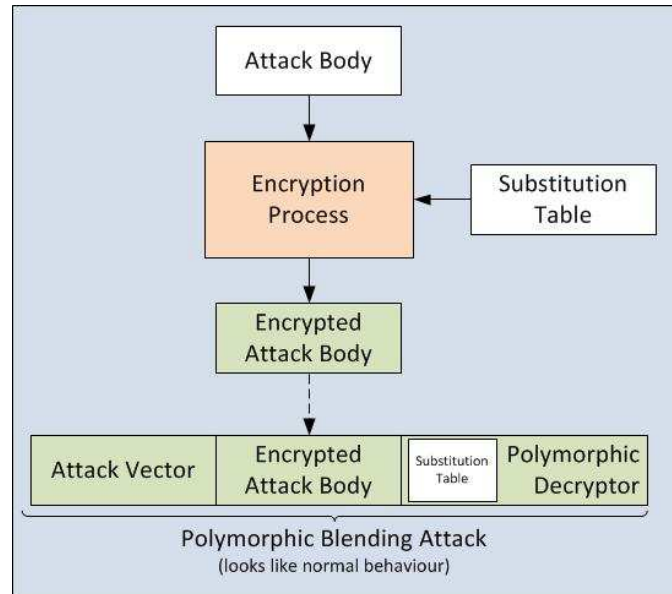 Attack Body
Encryption
Process
Substitution
Table
Encrypted
Attack Body
Attack Vector
Encrypted
Attack Body
Substitution
Table
Polymorphic
Decryptor
Polymorphic Blending Attack
(looks like normal behaviour)